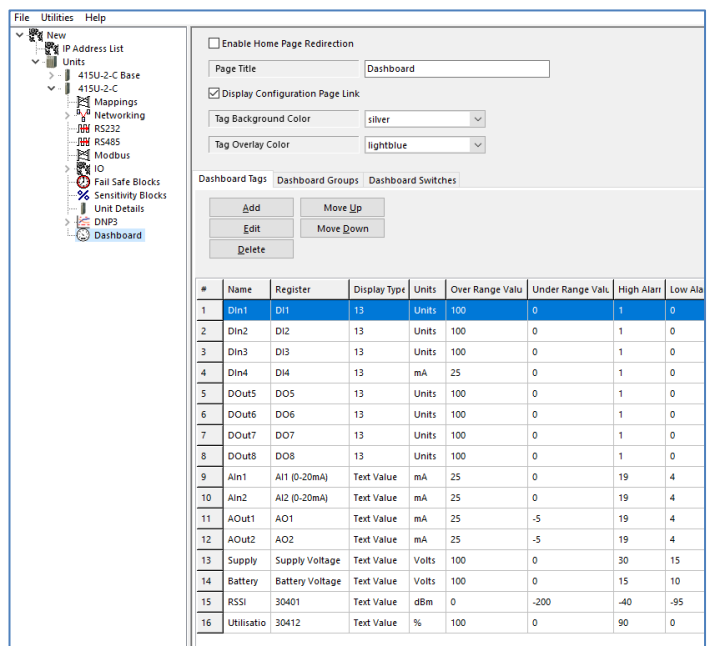 File Utilities Help
New
IP Address List
Units
415U-2-C Base
415U-2-C
Mappings
Networking
RS232
RS485
Modbus
IO
Fail Safe Blocks
Sensitivity Blocks
Unit Details
DNP3
Dashboard
Enable Home Page Redirection
Page Title Dashboard
Display Configuration Page Link
Tag Background Color silver
Tag Overlay Color lightblue
Dashboard Tags Dashboard Groups Dashboard Switches
Add Move Up
Edit Move Down
Delete
# Name Register Display Type Units Over Range Valu Under Range Valu High Alarr Low Ala
1 DIn1 DI1 13 Units 100 0 1 0
2 DIn2 DI2 13 Units 100 0 1 0
3 DIn3 DI3 13 Units 100 0 1 0
4 DIn4 DI4 13 mA 25 0 1 0
5 DOut5 DO5 13 Units 100 0 1 0
6 DOut6 DO6 13 Units 100 0 1 0
7 DOut7 DO7 13 Units 100 0 1 0
8 DOut8 DO8 13 Units 100 0 1 0
9 AIn1 AI1 (0-20mA) Text Value mA 25 0 19 4
10 AIn2 AI2 (0-20mA) Text Value mA 25 0 19 4
11 AOut1 AO1 Text Value mA 25 -5 19 4
12 AOut2 AO2 Text Value mA 25 -5 19 4
13 Supply Supply Voltage Text Value Volts 100 0 30 15
14 Battery Battery Voltage Text Value Volts 100 0 15 10
15 RSSI 30401 Text Value dBm 0 -200 -40 -95
16 Utilisatio 30412 Text Value % 100 0 90 0